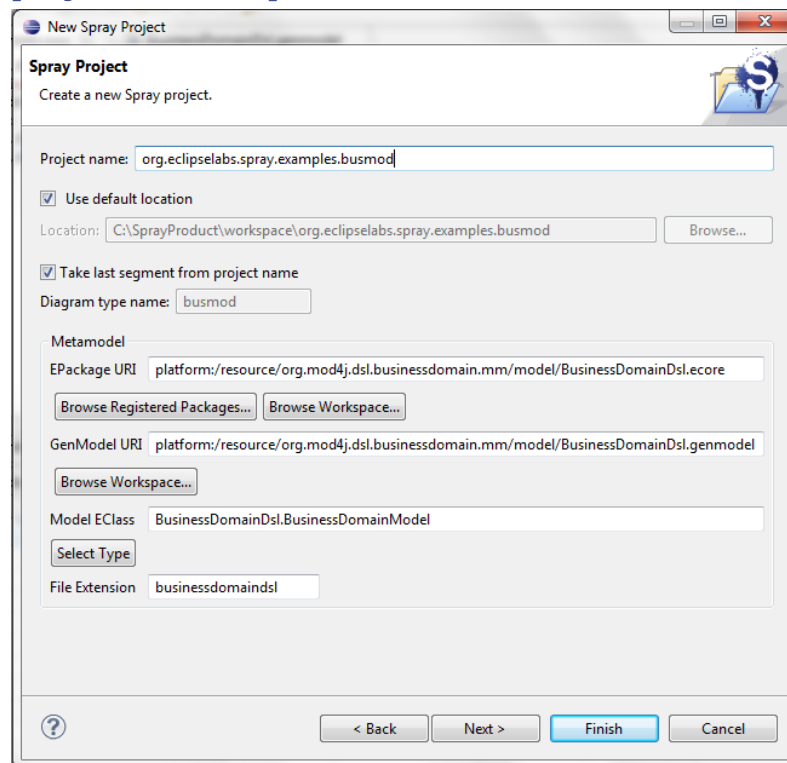 New Spray Project
Spray Project
Create a new Spray project.
Project name: org.eclipselabs.spray.examples.busmod
Use default location
Location: C:\SprayProduct\workspace\org.eclipselabs.spray.examples.busmod Browse...
Take last segment from project name
Diagram type name: busmod
Metamodel
EPackage URI platform:/resource/org.mod4j.dsl.businessdomain.mm/model/BusinessDomainDsl.ecore
Browse Registered Packages... Browse Workspace...
GenModel URI platform:/resource/org.mod4j.dsl.businessdomain.mm/model/BusinessDomainDsl.genmodel
Browse Workspace...
Model EClass BusinessDomainDsl.BusinessDomainModel
Select Type
File Extension businessdomaindsl
? < Back Next > Finish Cancel